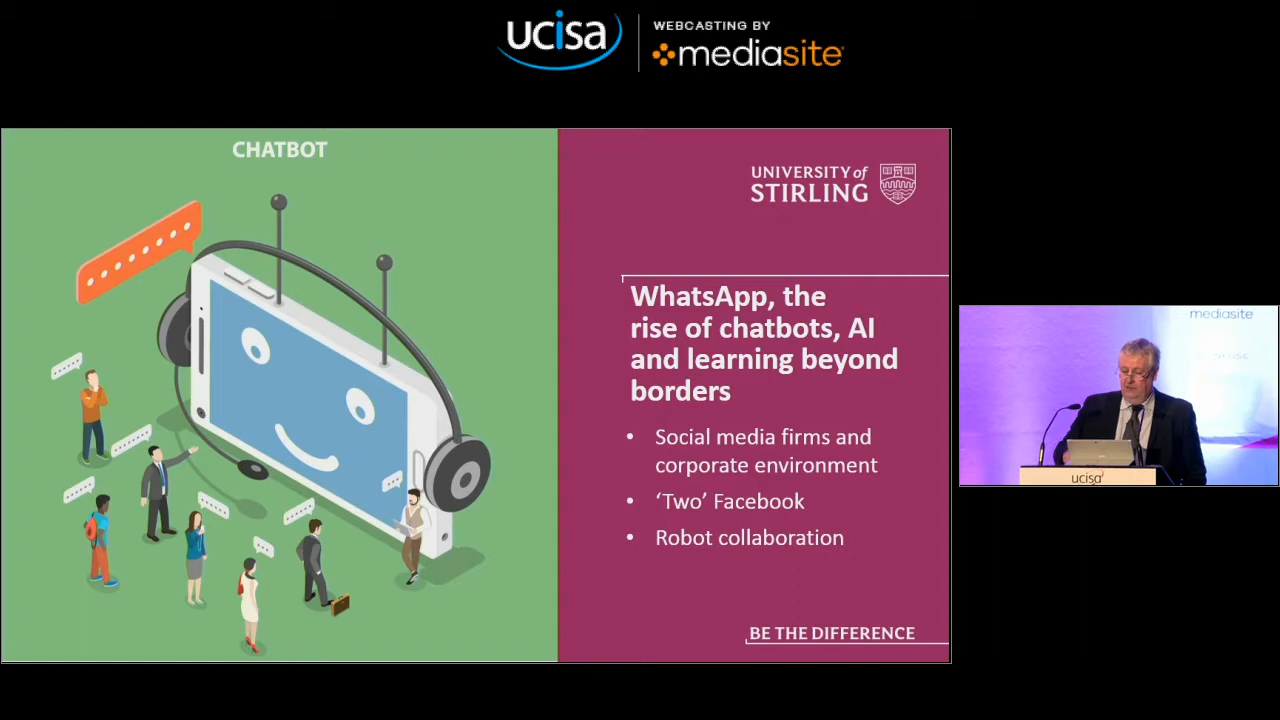 ucisa
WEBCASTING BY
mediasite
CHATBOT
UNIVERSITY of
STIRLING
WhatsApp, the
rise of chatbots, AI
and learning beyond
borders
• Social media firms and
corporate environment
• ‘Two’ Facebook
• Robot collaboration
BE THE DIFFERENCE
mediasite
ucisa